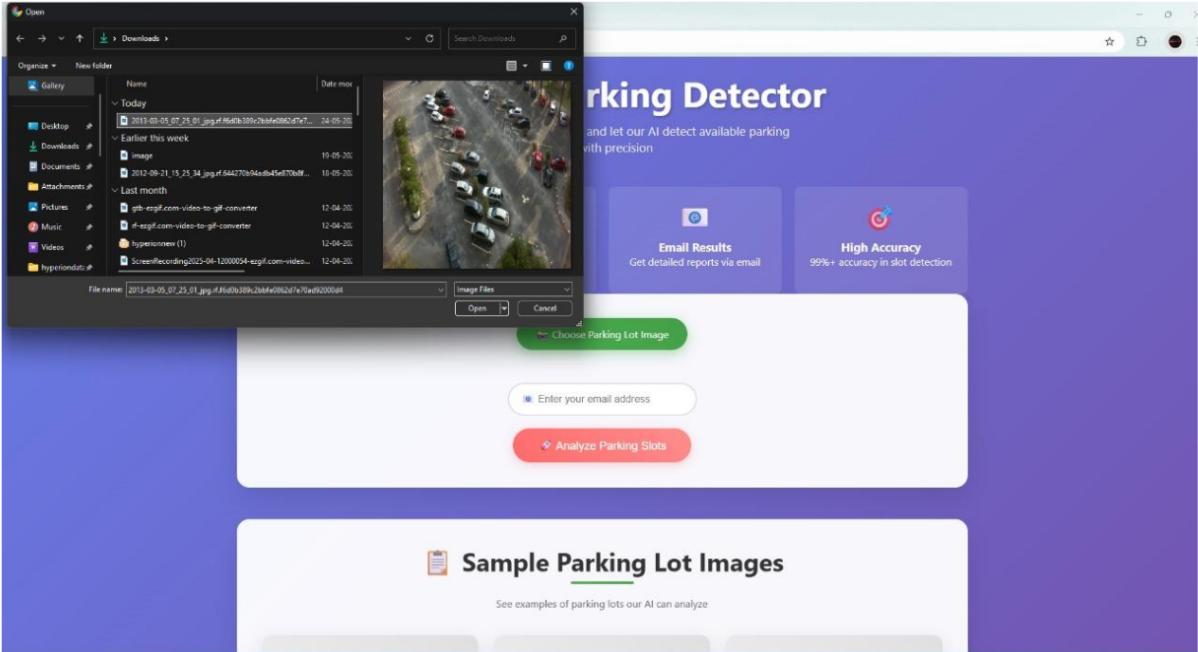 Open
Downloads
Search Downloads
Organize
New folder
Gallery
Desktop
Downloads
Documents
Attachments
Pictures
Music
Videos
hyperiondata
Name
Date mo
Today
2013-03-05_07_25_01_jpg.rf.f6d0b389c2bbfe0862d7e7... 24-05-20
Earlier this week
image 19-05-20
2012-09-21_15_25_34_jpg.rf.644270b94adb45e870b8f... 18-05-20
Last month
gtb-ezgif.com-video-to-gif-converter 12-04-20
rf-ezgif.com-video-to-gif-converter 12-04-20
hyperionnew (1) 12-04-20
ScreenRecording2025-04-12000054-ezgif.com-video... 12-04-20
File name: 2013-03-05_07_25_01_jpg.rf.f6d0b389c2bbfe0862d7e70ad92000d4
Image Files
Open
Cancel
rking Detector
and let our AI detect available parking
with precision
Email Results
Get detailed reports via email
High Accuracy
99%+ accuracy in slot detection
Choose Parking Lot Image
Enter your email address
Analyze Parking Slots
Sample Parking Lot Images
See examples of parking lots our AI can analyze